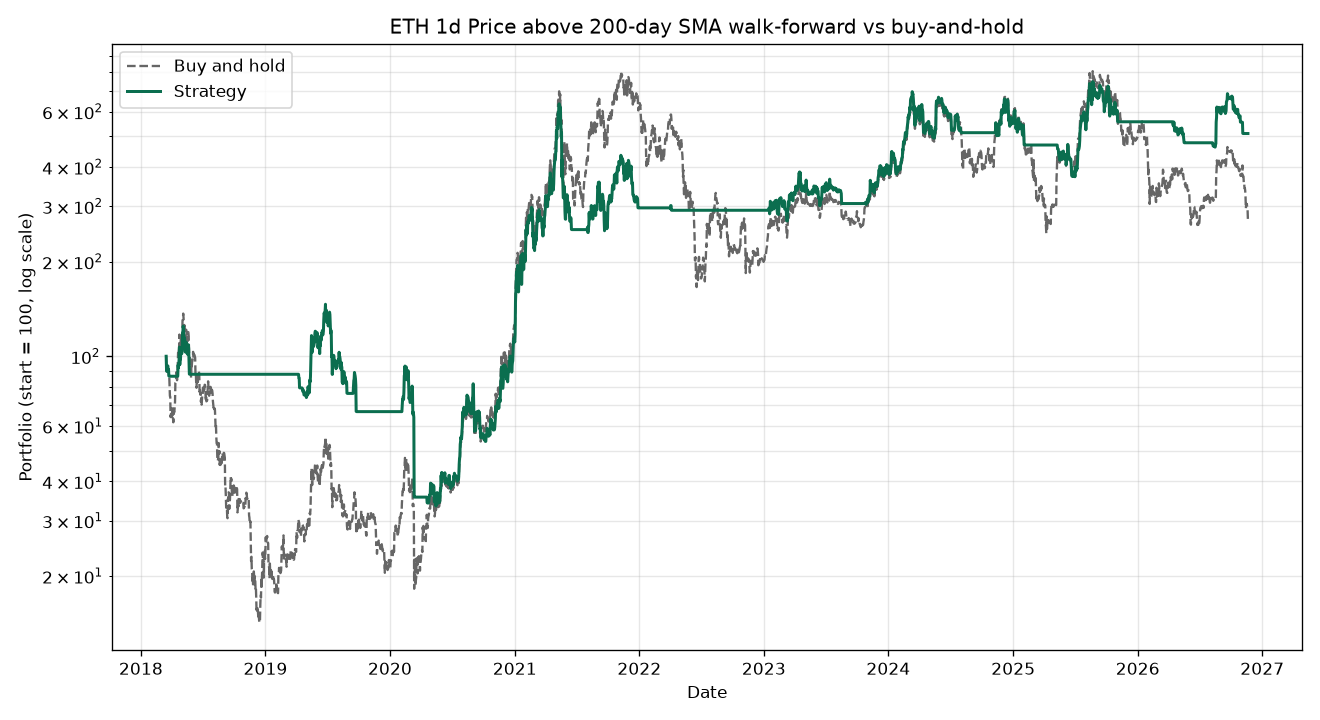 ETH 1d Price above 200-day SMA walk-forward vs buy-and-hold
Buy and hold
Strategy
Portfolio (start = 100, log scale)
6 × 10²
4 × 10²
3 × 10²
2 × 10²
10²
6 × 10¹
4 × 10¹
3 × 10¹
2 × 10¹
2018 2019 2020 2021 2022 2023 2024 2025 2026 2027
Date